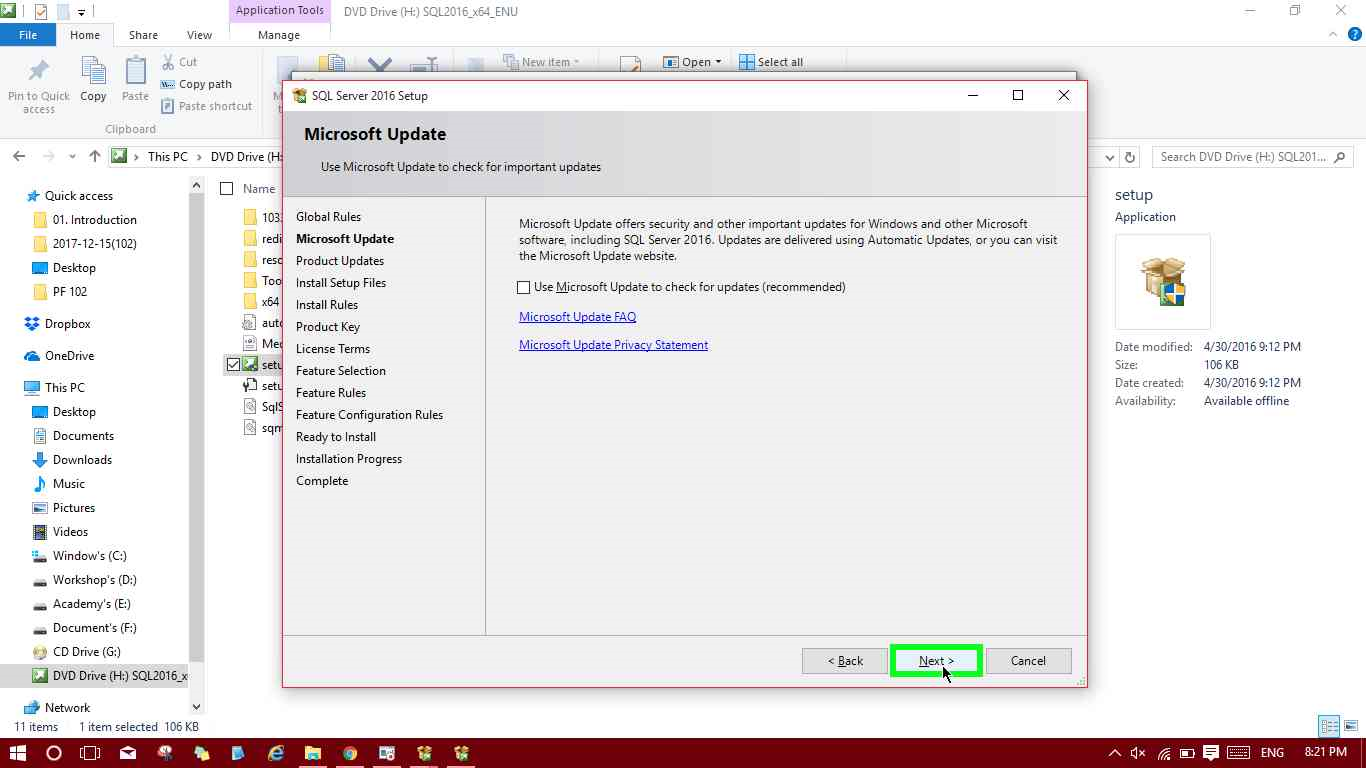 Application Tools
DVD Drive (H:) SQL2016_x64_ENU
File
Home
Share
View
Manage
Pin to Quick access
Copy
Paste
Cut
Copy path
Paste shortcut
Clipboard
New item
Open
Select all
This PC
DVD Drive (H:
Search DVD Drive (H:) SQL201...
Quick access
01. Introduction
2017-12-15(102)
Desktop
PF 102
Dropbox
OneDrive
This PC
Desktop
Documents
Downloads
Music
Pictures
Videos
Window's (C:)
Workshop's (D:)
Academy's (E:)
Document's (F:)
CD Drive (G:)
DVD Drive (H:) SQL2016_x
Network
Name
103
redi
reso
Too
x64
auto
Med
setu
setu
SqlS
sqm
SQL Server 2016 Setup
Microsoft Update
Use Microsoft Update to check for important updates
Global Rules
Microsoft Update
Product Updates
Install Setup Files
Install Rules
Product Key
License Terms
Feature Selection
Feature Rules
Feature Configuration Rules
Ready to Install
Installation Progress
Complete
Microsoft Update offers security and other important updates for Windows and other Microsoft
software, including SQL Server 2016. Updates are delivered using Automatic Updates, or you can visit
the Microsoft Update website.
Use Microsoft Update to check for updates (recommended)
Microsoft Update FAQ
Microsoft Update Privacy Statement
< Back
Next >
Cancel
setup
Application
Date modified: 4/30/2016 9:12 PM
Size: 106 KB
Date created: 4/30/2016 9:12 PM
Availability: Available offline
11 items
1 item selected 106 KB
ENG
8:21 PM